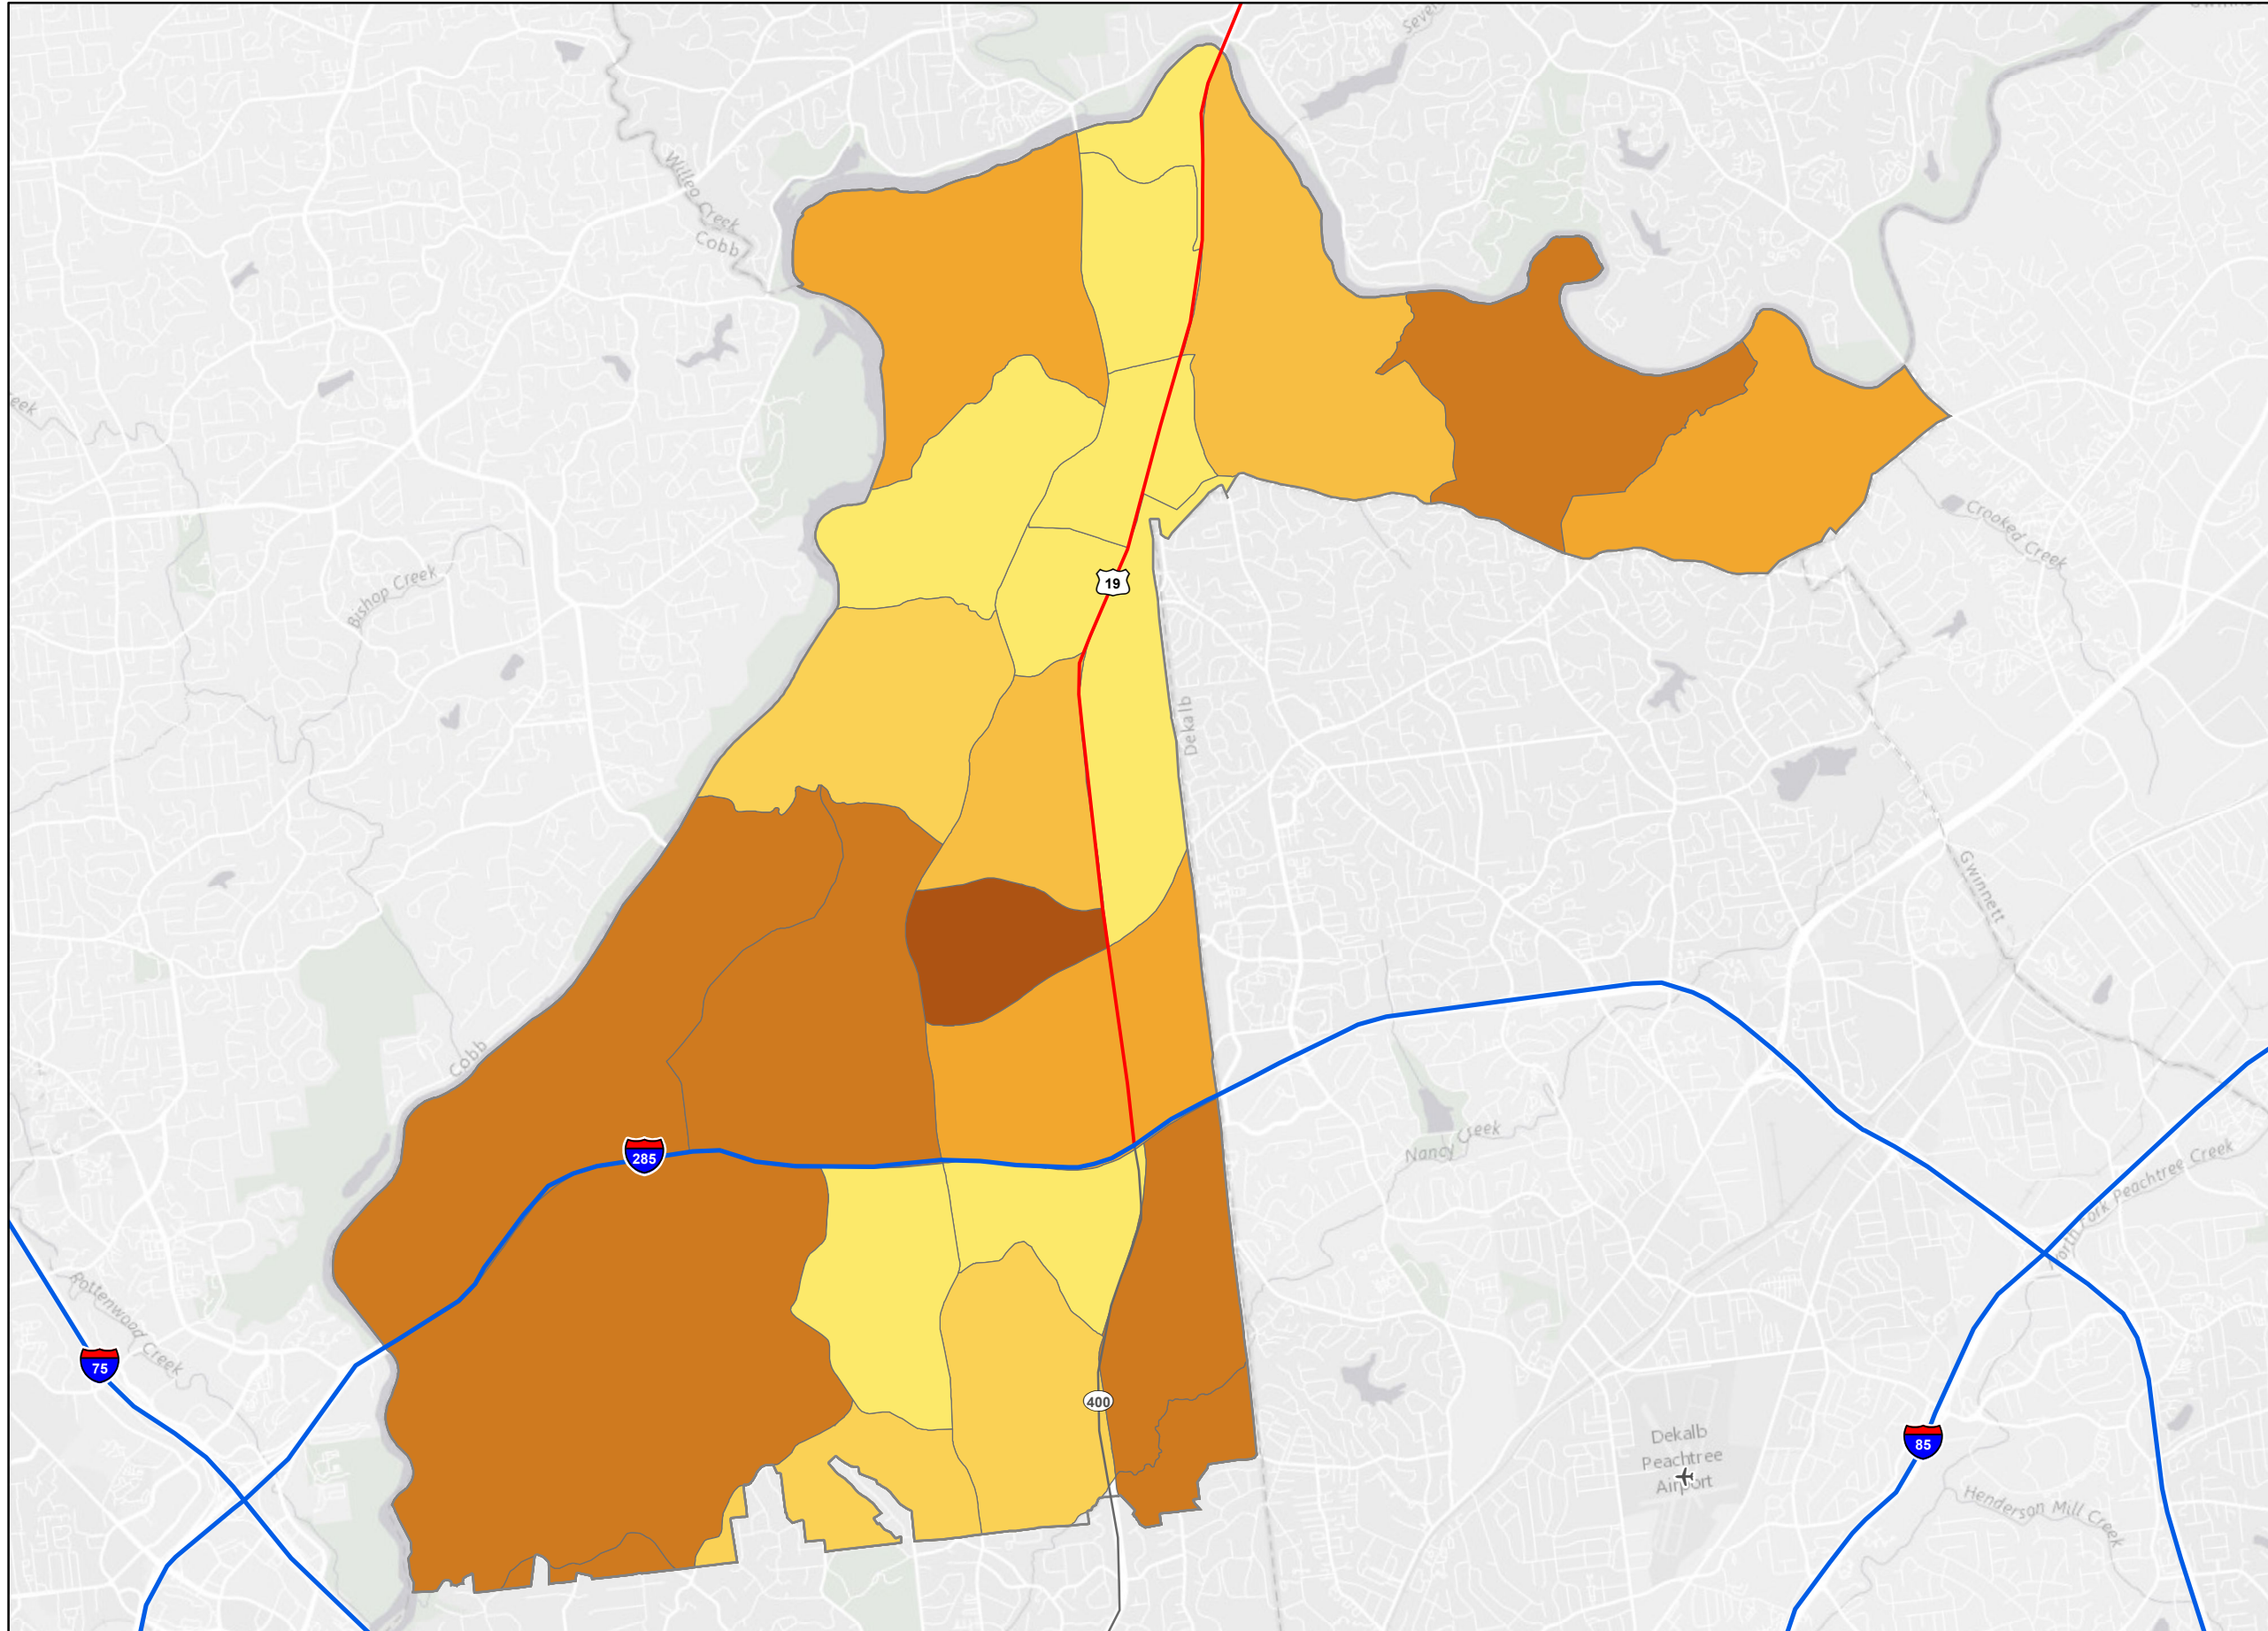 Willeo Creek
Cobb
Crooked Creek
Bishop Creek
19
Dekalb
Gwinnett
Cobb
285
Nancy Creek
North Fork Peachtree Creek
Rottenwood Creek
75
400
Dekalb
Peachtree
Airport
85
Henderson Mill Creek